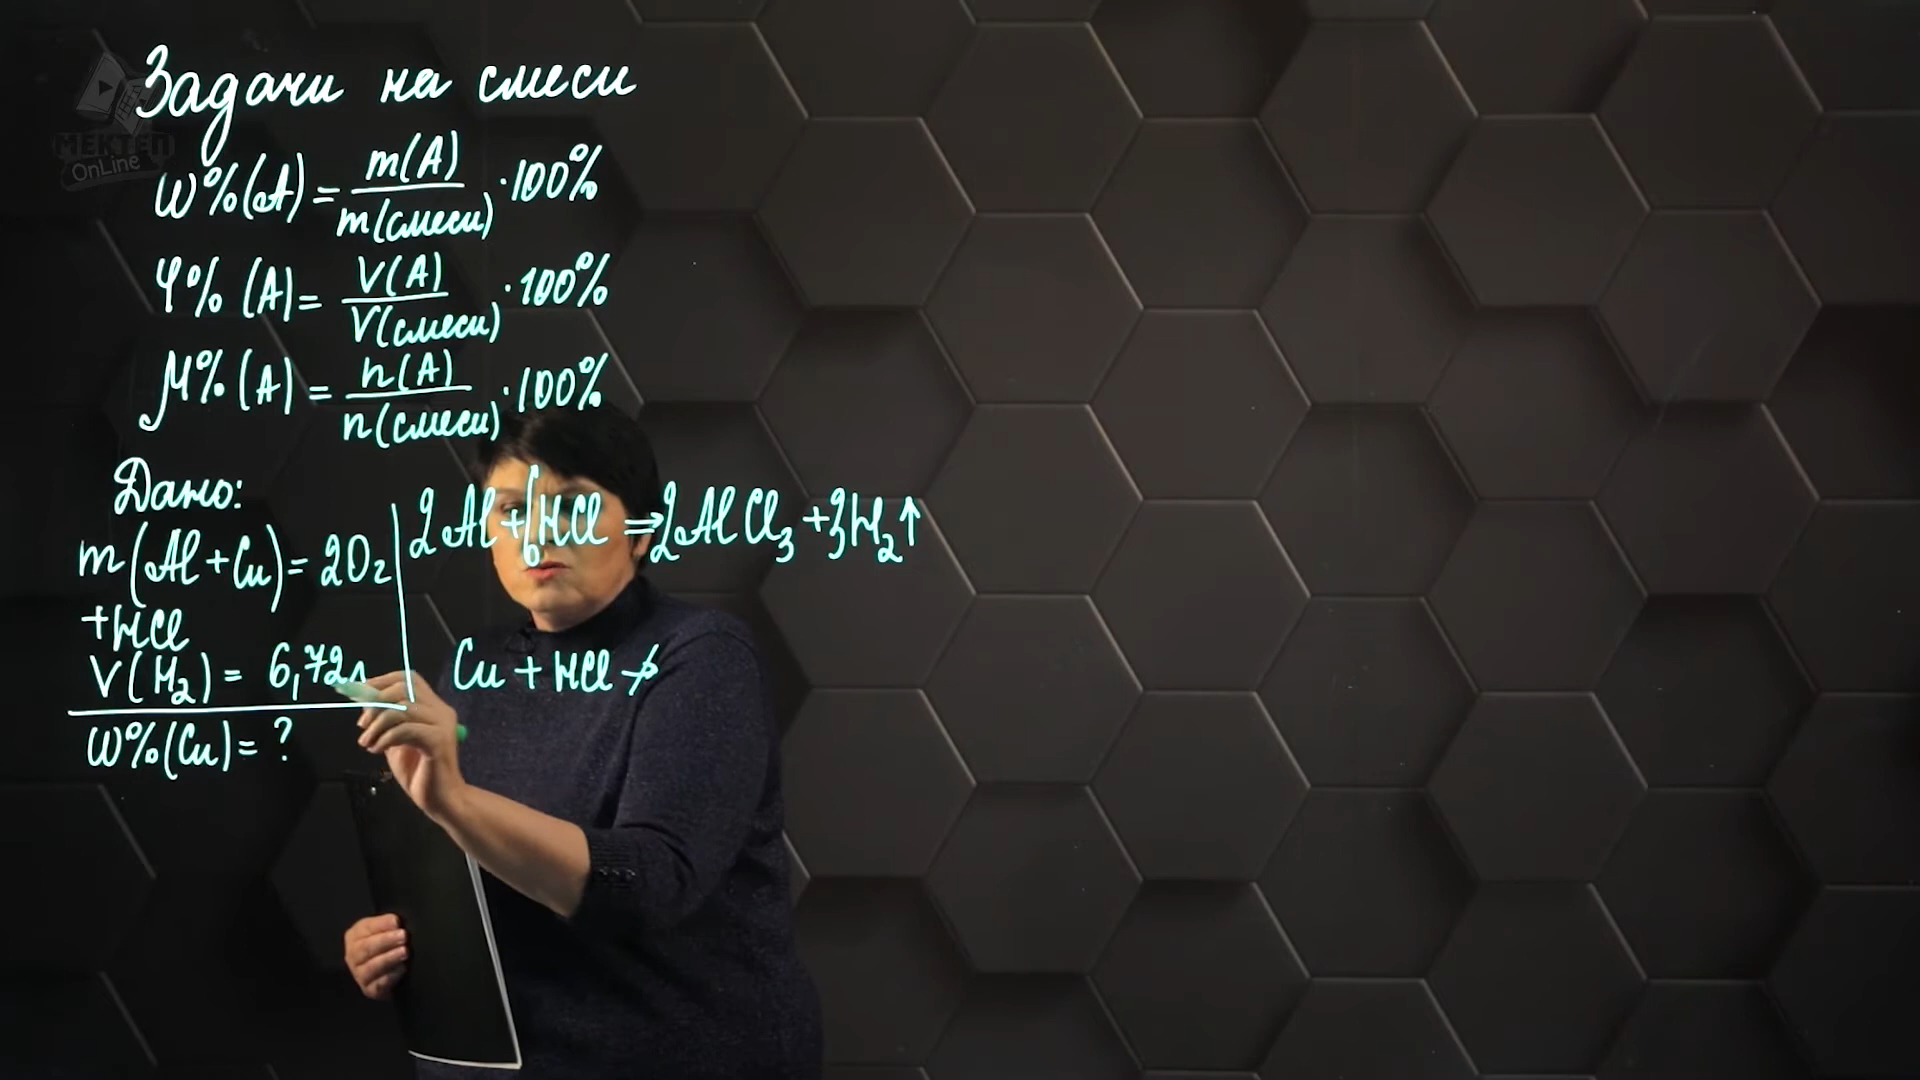 МЕКТЕП
OnLine
Задачи на смеси
ω%(A) = m(A) / m(смеси) · 100%
φ% (A) = V(A) / V(смеси) · 100%
μ% (A) = n(A) / n(смеси) · 100%
Дано:
m(Al + Cu) = 20г
+HCl
V(H₂) = 6,72л
ω%(Cu) = ?
2Al + 6HCl ⇒ 2AlCl₃ + 3H₂↑
Cu + HCl ↛